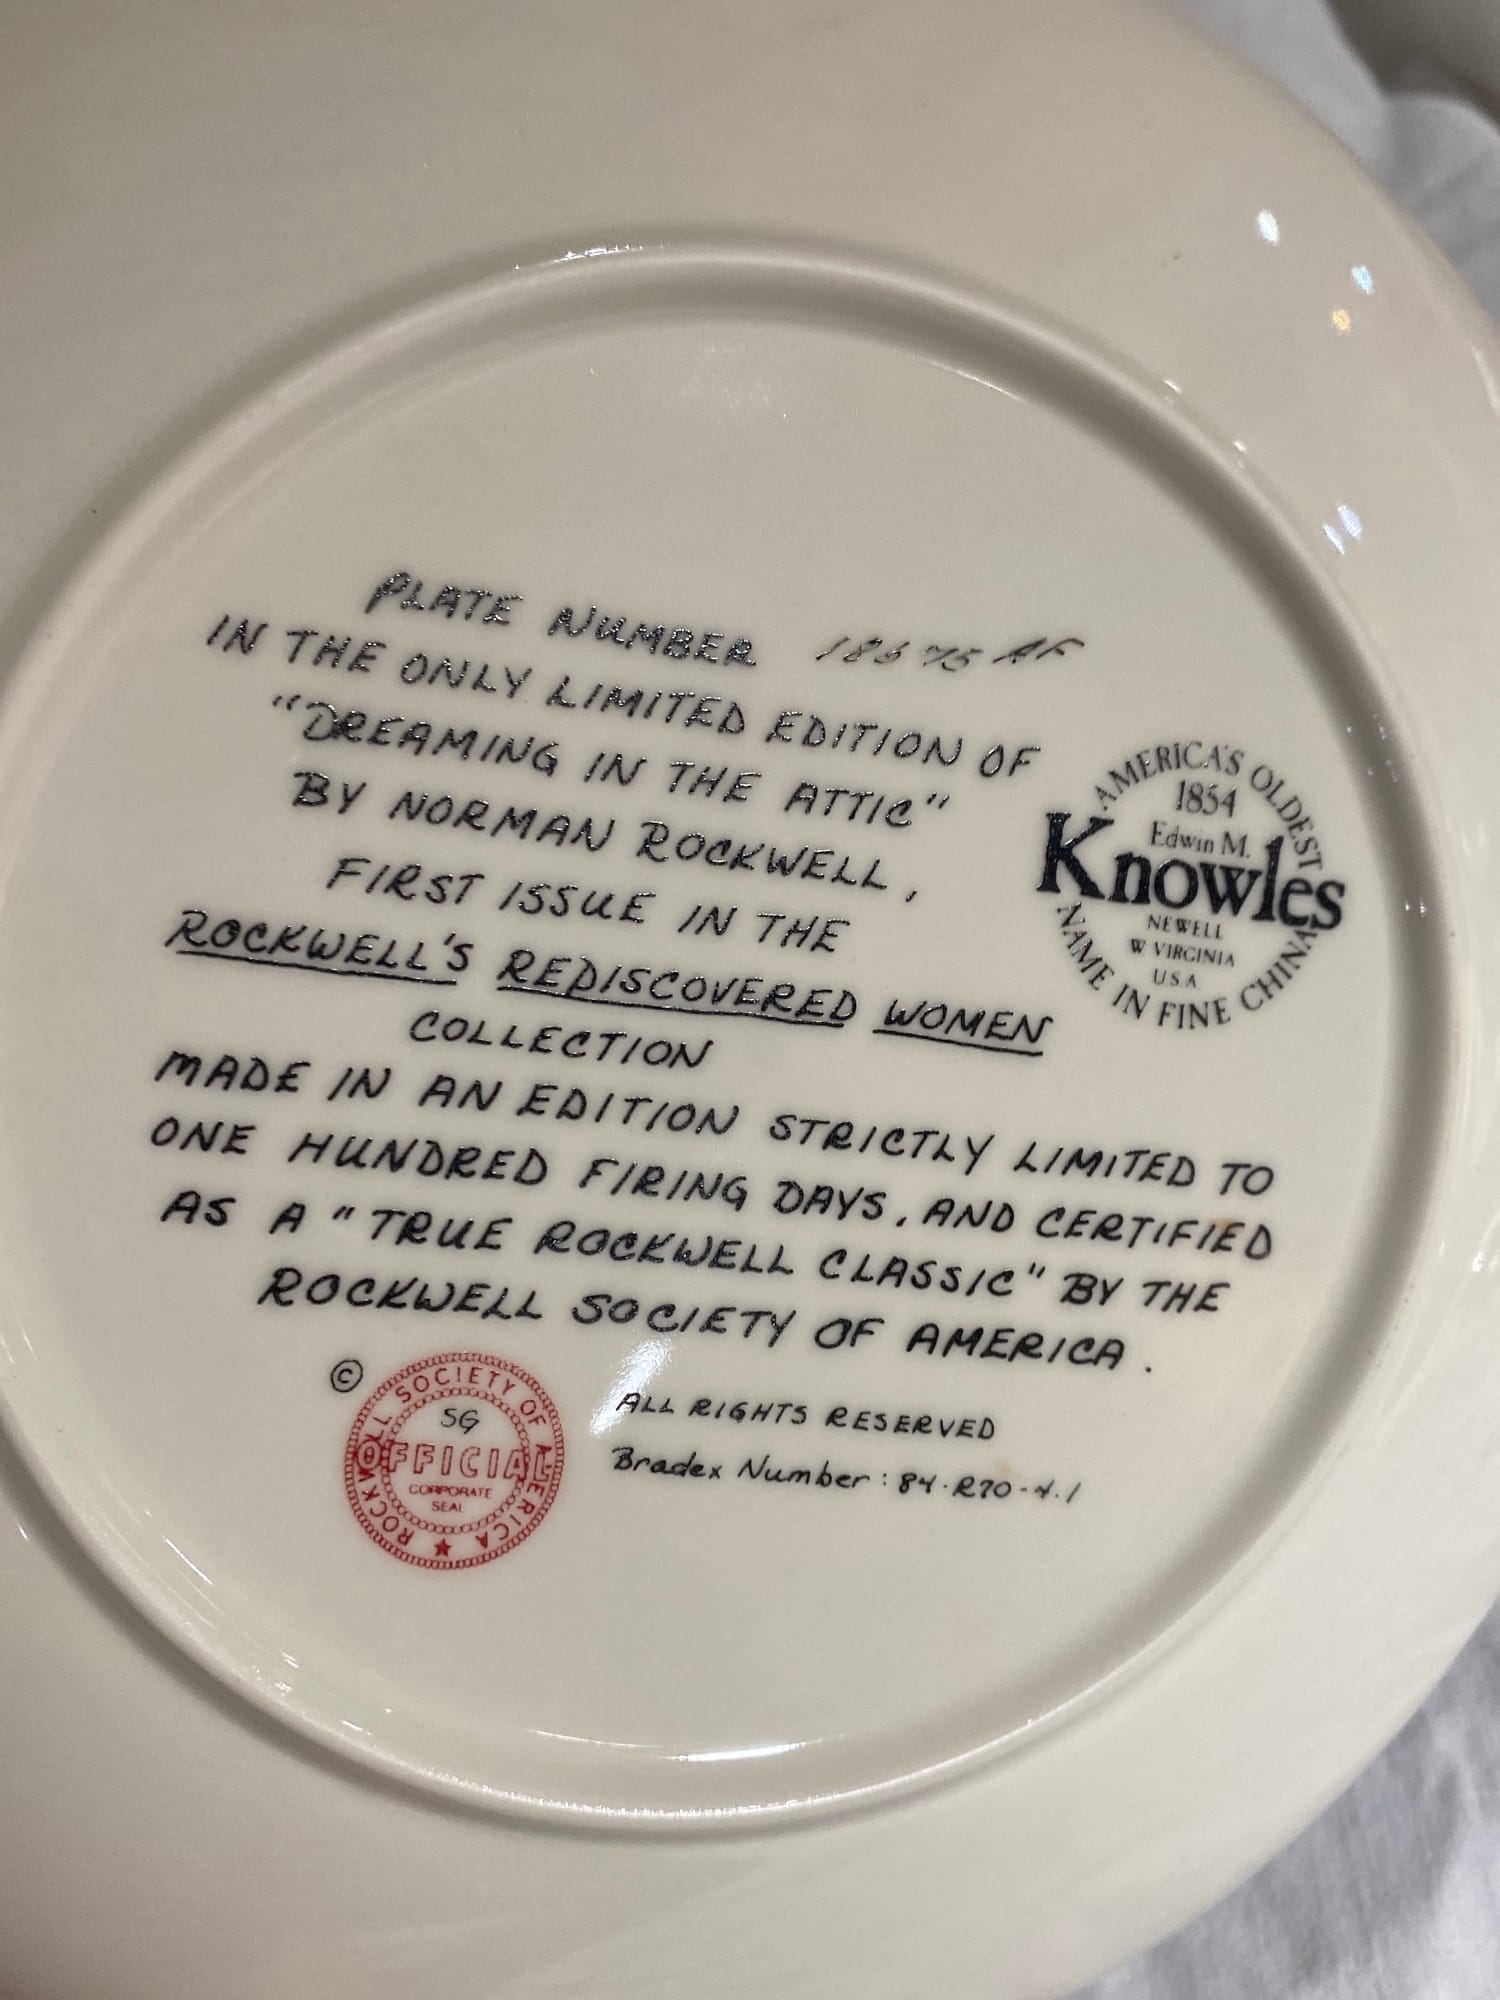 PLATE NUMBER 18675 AF
IN THE ONLY LIMITED EDITION OF
"DREAMING IN THE ATTIC"
BY NORMAN ROCKWELL,
FIRST ISSUE IN THE
ROCKWELL'S REDISCOVERED WOMEN
COLLECTION
MADE IN AN EDITION STRICTLY LIMITED TO
ONE HUNDRED FIRING DAYS, AND CERTIFIED
AS A "TRUE ROCKWELL CLASSIC" BY THE
ROCKWELL SOCIETY OF AMERICA.
AMERICA'S OLDEST
1854
Edwin M.
Knowles
NEWELL
W VIRGINIA
USA
NAME IN FINE CHINA
©
ROCKWELL SOCIETY OF AMERICA
SG
OFFICIAL
CORPORATE
SEAL
ALL RIGHTS RESERVED
Bradex Number: 84-R70-4.1